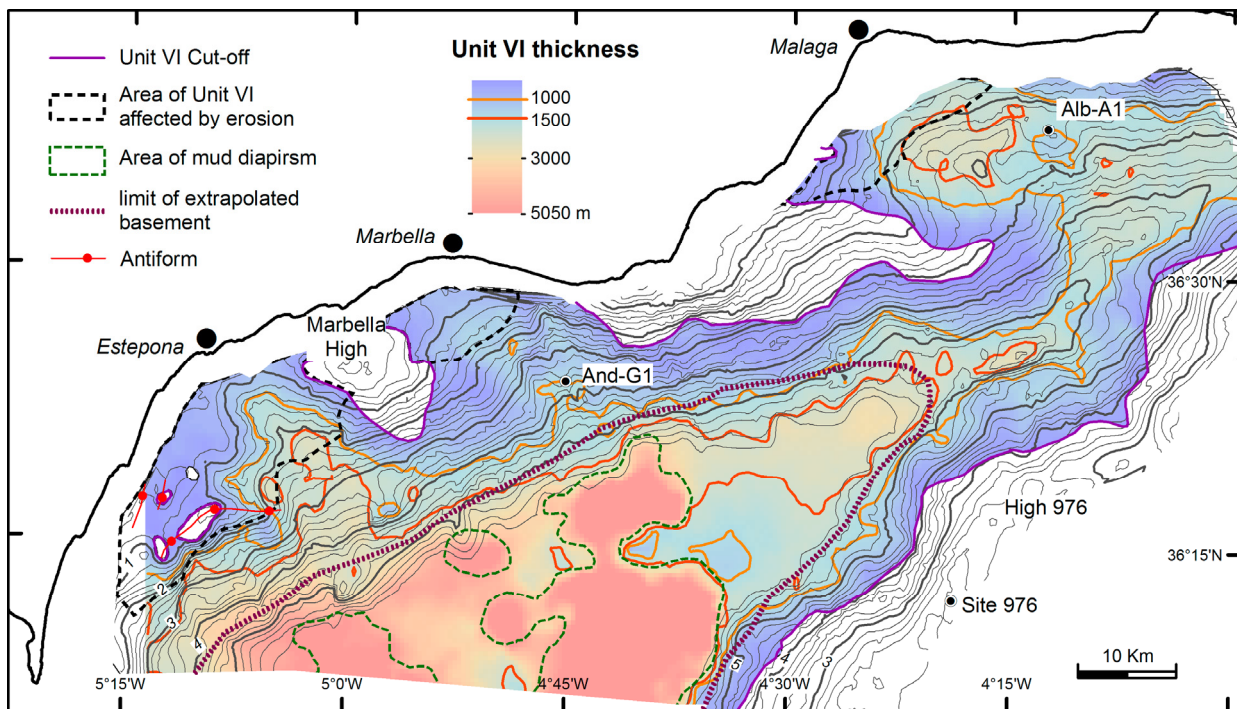 Unit VI Cut-off
Area of Unit VI
affected by erosion
Area of mud diapirsm
limit of extrapolated
basement
Antiform
Unit VI thickness
1000
1500
3000
5050 m
Malaga
Alb-A1
Marbella
Estepona
Marbella
High
And-G1
36°30'N
High 976
36°15'N
Site 976
1
2
3
4
5
4
3
10 Km
5°15'W
5°0'W
4°45'W
4°30'W
4°15'W